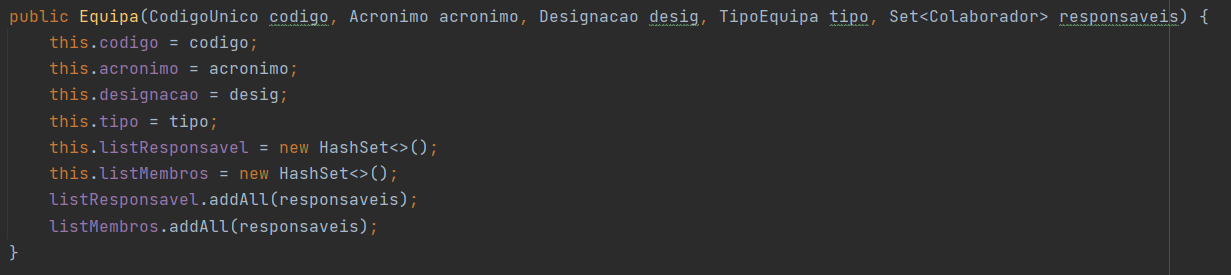 public Equipa(CodigoUnico codigo, Acronimo acronimo, Designacao desig, TipoEquipa tipo, Set<Colaborador> responsaveis) {
    this.codigo = codigo;
    this.acronimo = acronimo;
    this.designacao = desig;
    this.tipo = tipo;
    this.listResponsavel = new HashSet<>();
    this.listMembros = new HashSet<>();
    listResponsavel.addAll(responsaveis);
    listMembros.addAll(responsaveis);
}